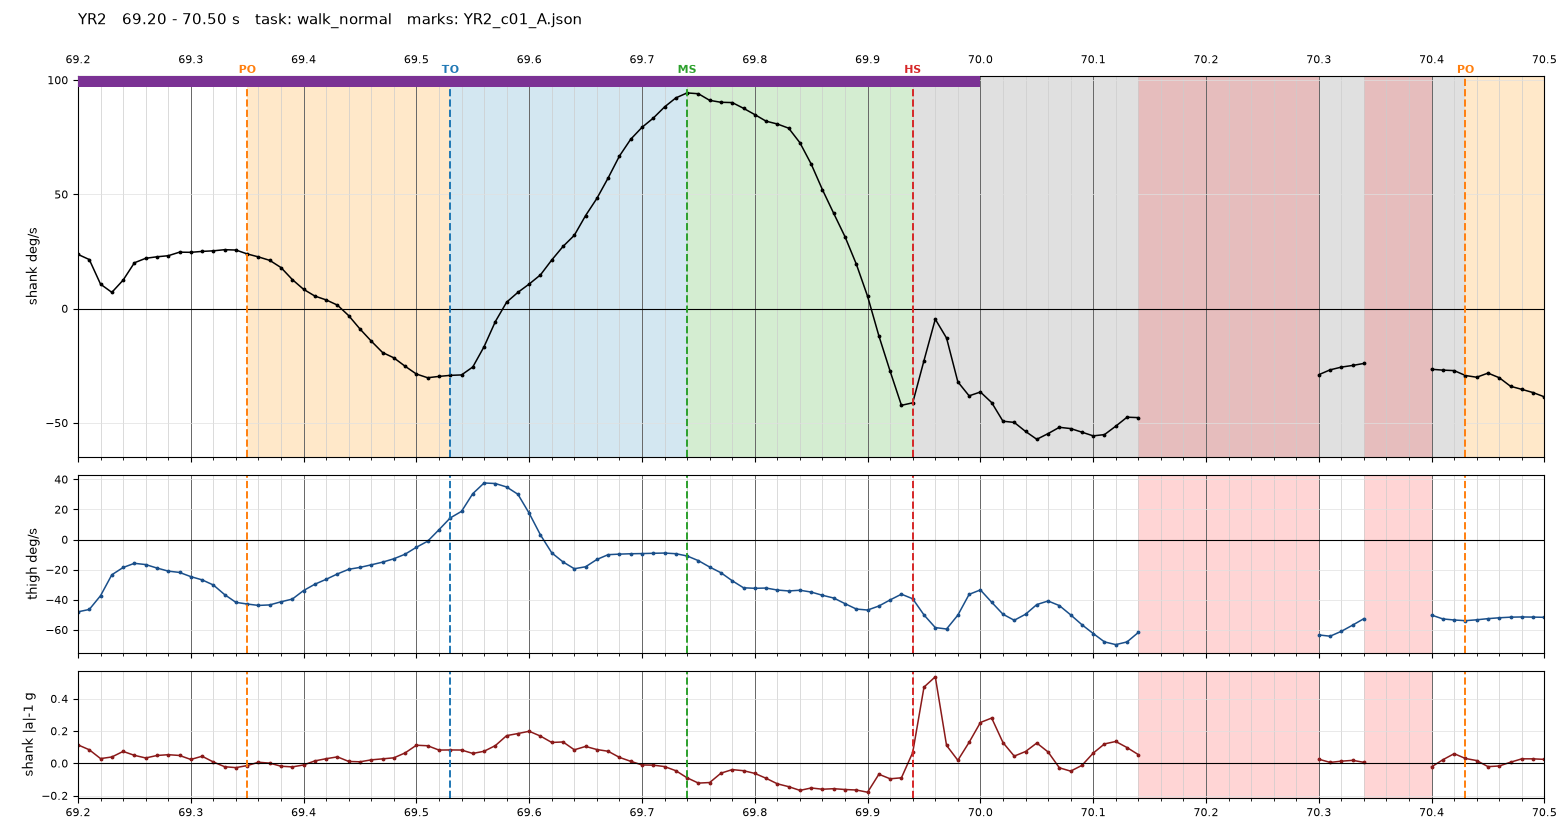 YR2   69.20 - 70.50 s   task: walk_normal   marks: YR2_c01_A.json
69.2 69.3 69.4 69.5 69.6 69.7 69.8 69.9 70.0 70.1 70.2 70.3 70.4 70.5
PO TO MS HS PO
100
50
0
−50
shank deg/s
40
20
0
−20
−40
−60
thigh deg/s
0.4
0.2
0.0
−0.2
shank |a|-1 g
69.2 69.3 69.4 69.5 69.6 69.7 69.8 69.9 70.0 70.1 70.2 70.3 70.4 70.5